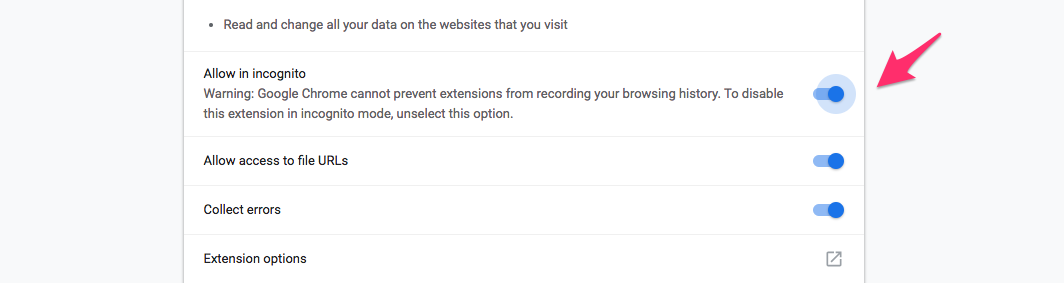 Read and change all your data on the websites that you visit
Allow in incognito
Warning: Google Chrome cannot prevent extensions from recording your browsing history. To disable
this extension in incognito mode, unselect this option.
Allow access to file URLs
Collect errors
Extension options